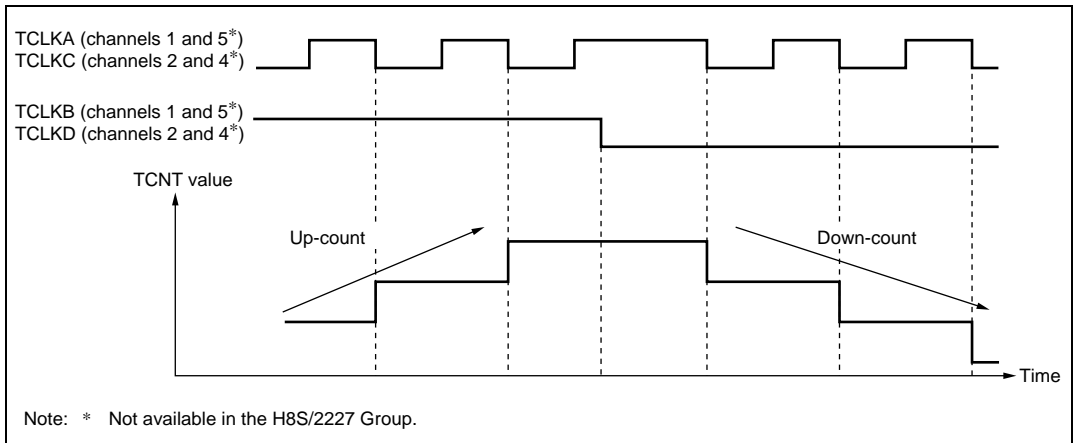 TCLKA (channels 1 and 5*)
TCLKC (channels 2 and 4*)
TCLKB (channels 1 and 5*)
TCLKD (channels 2 and 4*)
TCNT value
Up-count
Down-count
Time
Note: * Not available in the H8S/2227 Group.